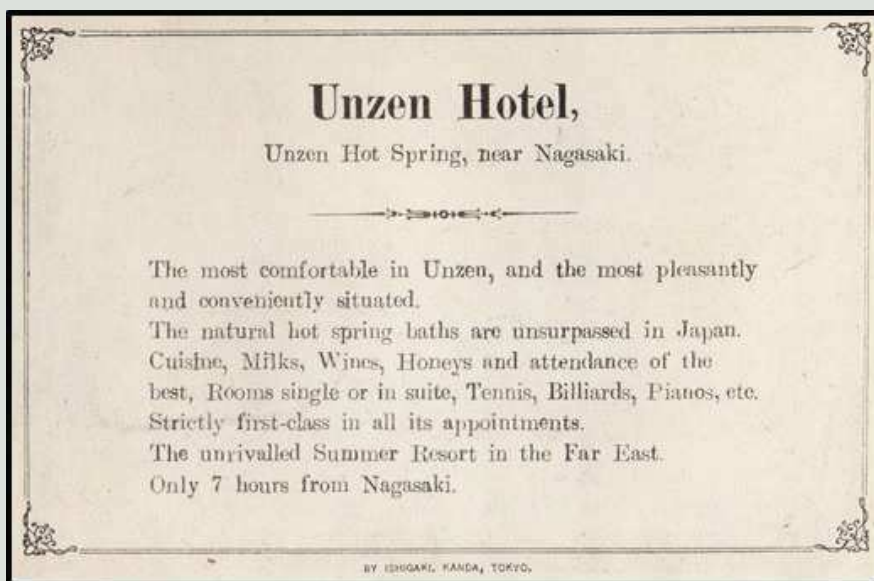 Unzen Hotel,
Unzen Hot Spring, near Nagasaki.
The most comfortable in Unzen, and the most pleasantly
and conveniently situated.
The natural hot spring baths are unsurpassed in Japan.
Cuisine, Milks, Wines, Honeys and attendance of the
best, Rooms single or in suite, Tennis, Billiards, Pianos, etc.
Strictly first-class in all its appointments.
The unrivalled Summer Resort in the Far East.
Only 7 hours from Nagasaki.
BY ISHIGAKI, KANDA, TOKYO.